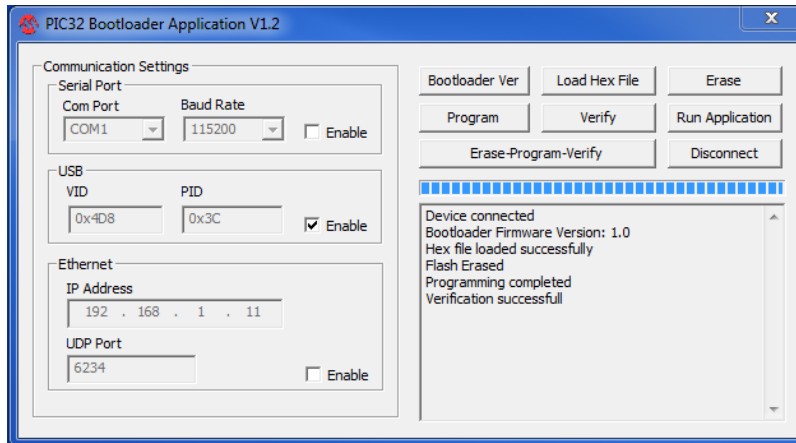 PIC32 Bootloader Application V1.2
X
Communication Settings
Serial Port
Com Port Baud Rate
COM1 115200 Enable
USB
VID PID
0x4D8 0x3C Enable
Ethernet
IP Address
192 . 168 . 1 . 11
UDP Port
6234 Enable
Bootloader Ver Load Hex File Erase
Program Verify Run Application
Erase-Program-Verify Disconnect
Device connected
Bootloader Firmware Version: 1.0
Hex file loaded successfully
Flash Erased
Programming completed
Verification successfull